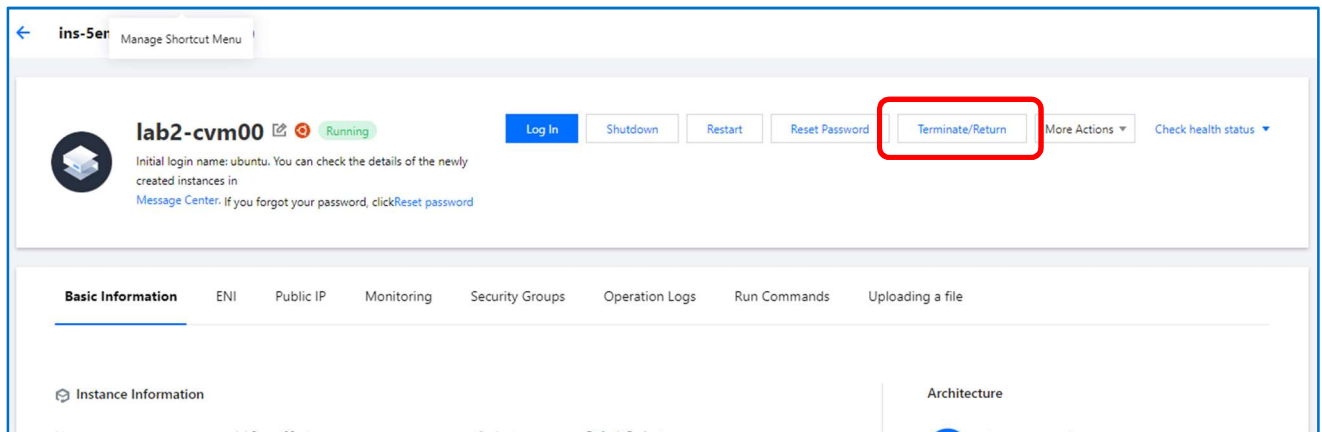 ins-5em
Manage Shortcut Menu
lab2-cvm00 Running
Log In Shutdown Restart Reset Password Terminate/Return More Actions Check health status
Initial login name: ubuntu. You can check the details of the newly
created instances in
Message Center. If you forgot your password, clickReset password
Basic Information ENI Public IP Monitoring Security Groups Operation Logs Run Commands Uploading a file
Instance Information
Architecture